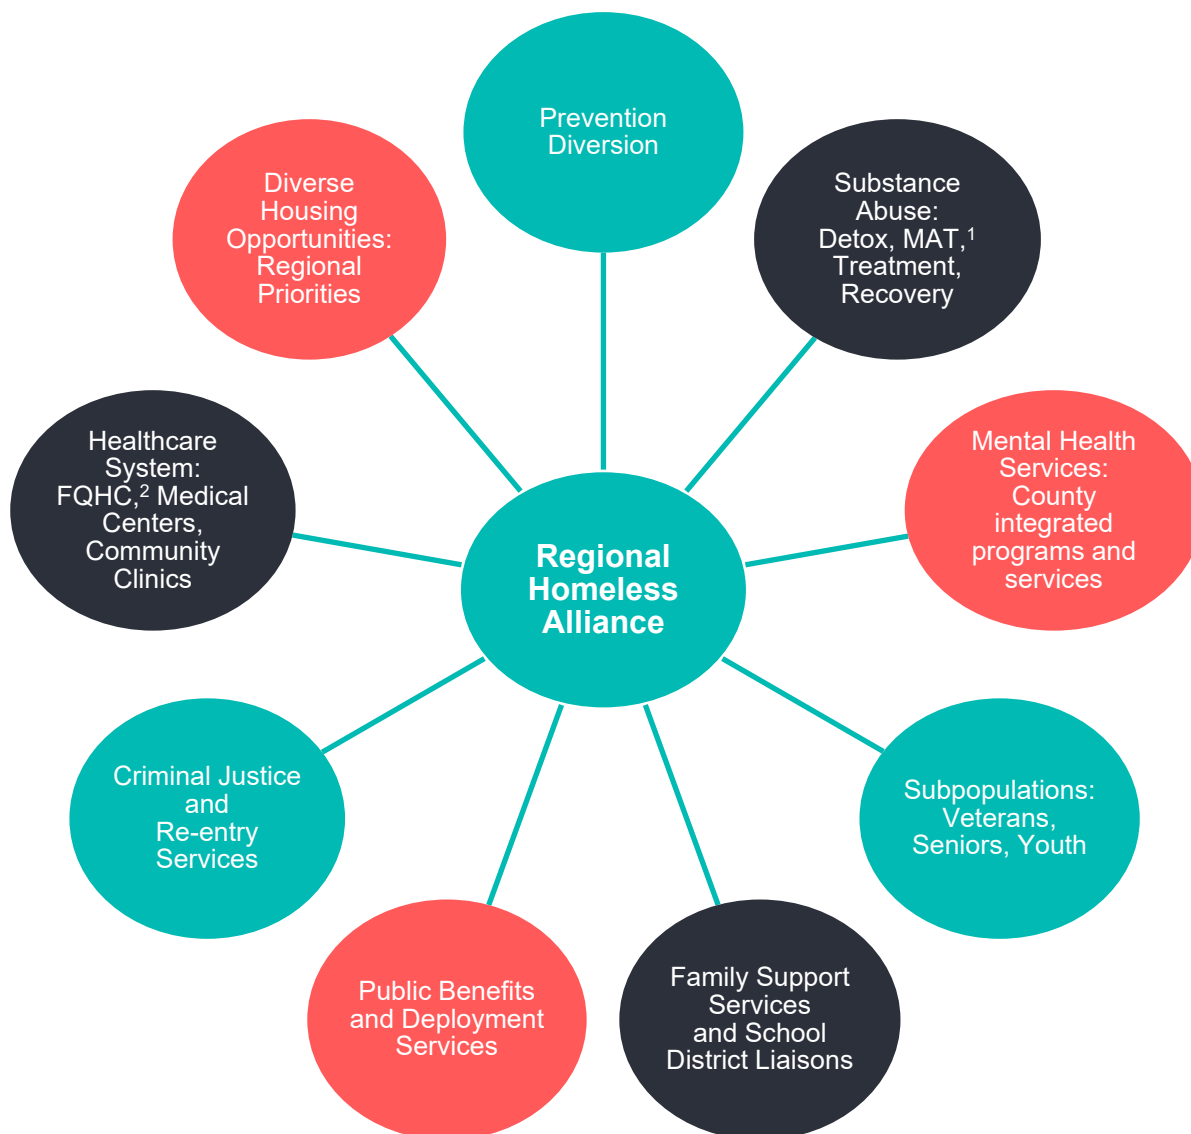 Prevention
Diversion
Substance
Abuse:
Detox, MAT,¹
Treatment,
Recovery
Mental Health
Services:
County
integrated
programs and
services
Subpopulations:
Veterans,
Seniors, Youth
Family Support
Services
and School
District Liaisons
Public Benefits
and Deployment
Services
Criminal Justice
and
Re-entry
Services
Healthcare
System:
FQHC,² Medical
Centers,
Community
Clinics
Diverse
Housing
Opportunities:
Regional
Priorities
Regional
Homeless
Alliance